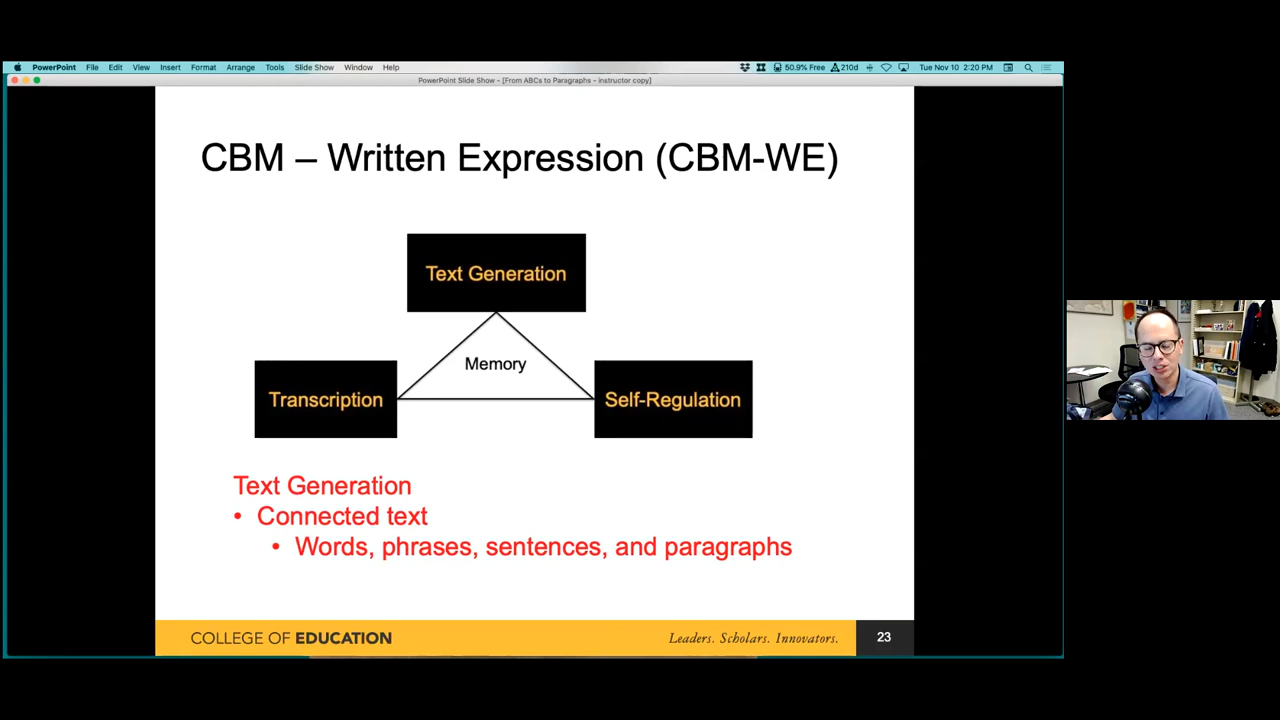 PowerPoint File Edit View Insert Format Arrange Tools Slide Show Window Help 50.9% Free 210d Tue Nov 10 2:20 PM
PowerPoint Slide Show - [From ABCs to Paragraphs - instructor copy]
CBM – Written Expression (CBM-WE)
Text Generation
Memory
Transcription
Self-Regulation
Text Generation
• Connected text
• Words, phrases, sentences, and paragraphs
COLLEGE OF EDUCATION
Leaders. Scholars. Innovators.
23